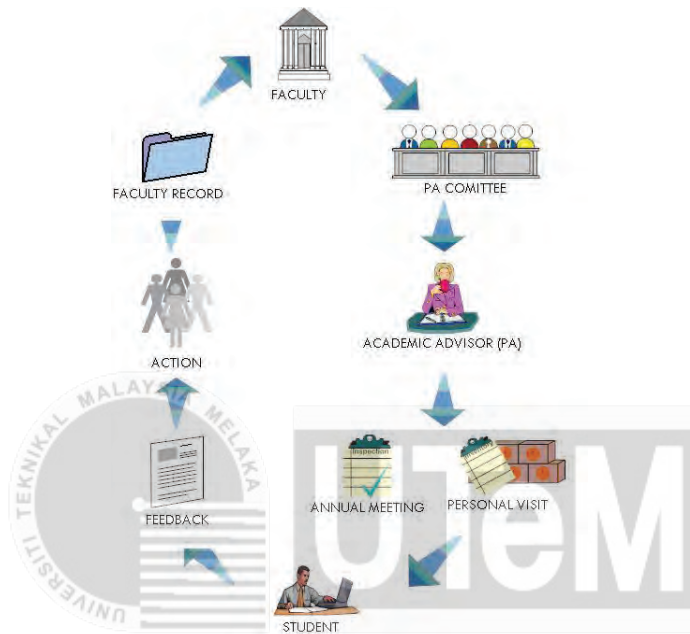 FACULTY
PA COMITTEE
ACADEMIC ADVISOR (PA)
Inspection
ANNUAL MEETING
PERSONAL VISIT
STUDENT
FEEDBACK
ACTION
FACULTY RECORD
UNIVERSITI TEKNIKAL MALAYSIA MELAKA
UTeM